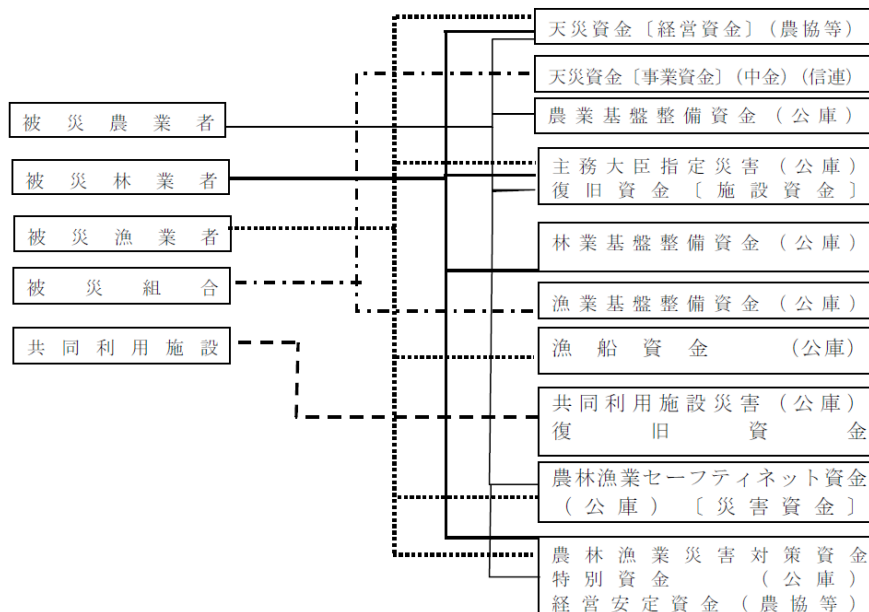 被災農業者
被災林業者
被災漁業者
被災組合
共同利用施設
天災資金〔経営資金〕(農協等)
天災資金〔事業資金〕(中金)(信連)
農業基盤整備資金(公庫)
主務大臣指定災害(公庫)
復旧資金〔施設資金〕
林業基盤整備資金(公庫)
漁業基盤整備資金(公庫)
漁船資金(公庫)
共同利用施設災害(公庫)
復旧資金
農林漁業セーフティネット資金
(公庫)〔災害資金〕
農林漁業災害対策資金
特別資金(公庫)
経営安定資金(農協等)